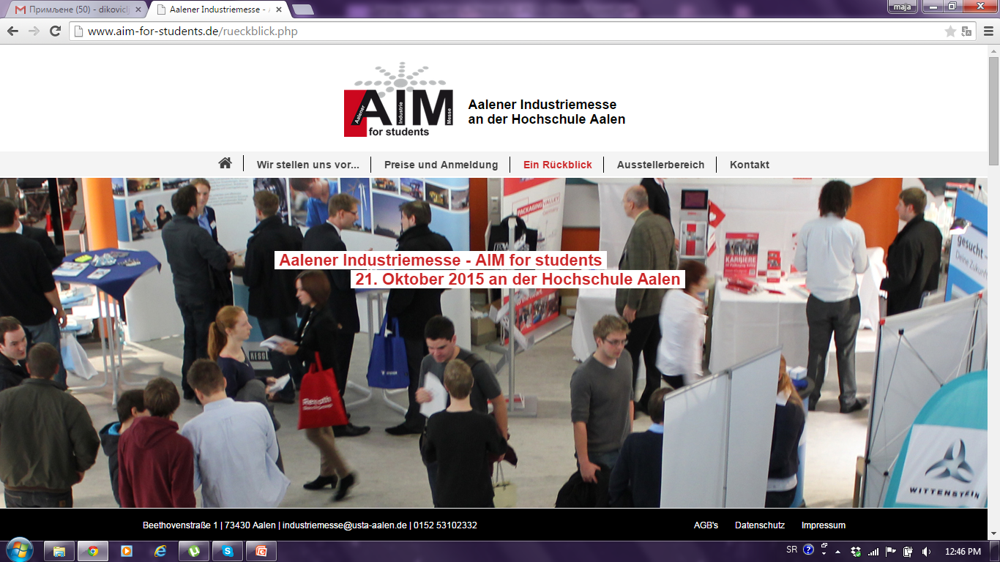 Примљене (50) - dikoviclj
Aalener Industriemesse - A
maja
www.aim-for-students.de/rueckblick.php
AIM
Aalener
Industrie
Messe
for students
Aalener Industriemesse
an der Hochschule Aalen
Wir stellen uns vor...
Preise und Anmeldung
Ein Rückblick
Ausstellerbereich
Kontakt
PACKAGING VALLEY
KARRIERE
gesucht
Deine Zukunft
Aalener Industriemesse - AIM for students
21. Oktober 2015 an der Hochschule Aalen
Rexroth
WITTENSTEIN
Beethovenstraße 1 | 73430 Aalen | industriemesse@usta-aalen.de | 0152 53102332
AGB's
Datenschutz
Impressum
SR
12:46 PM